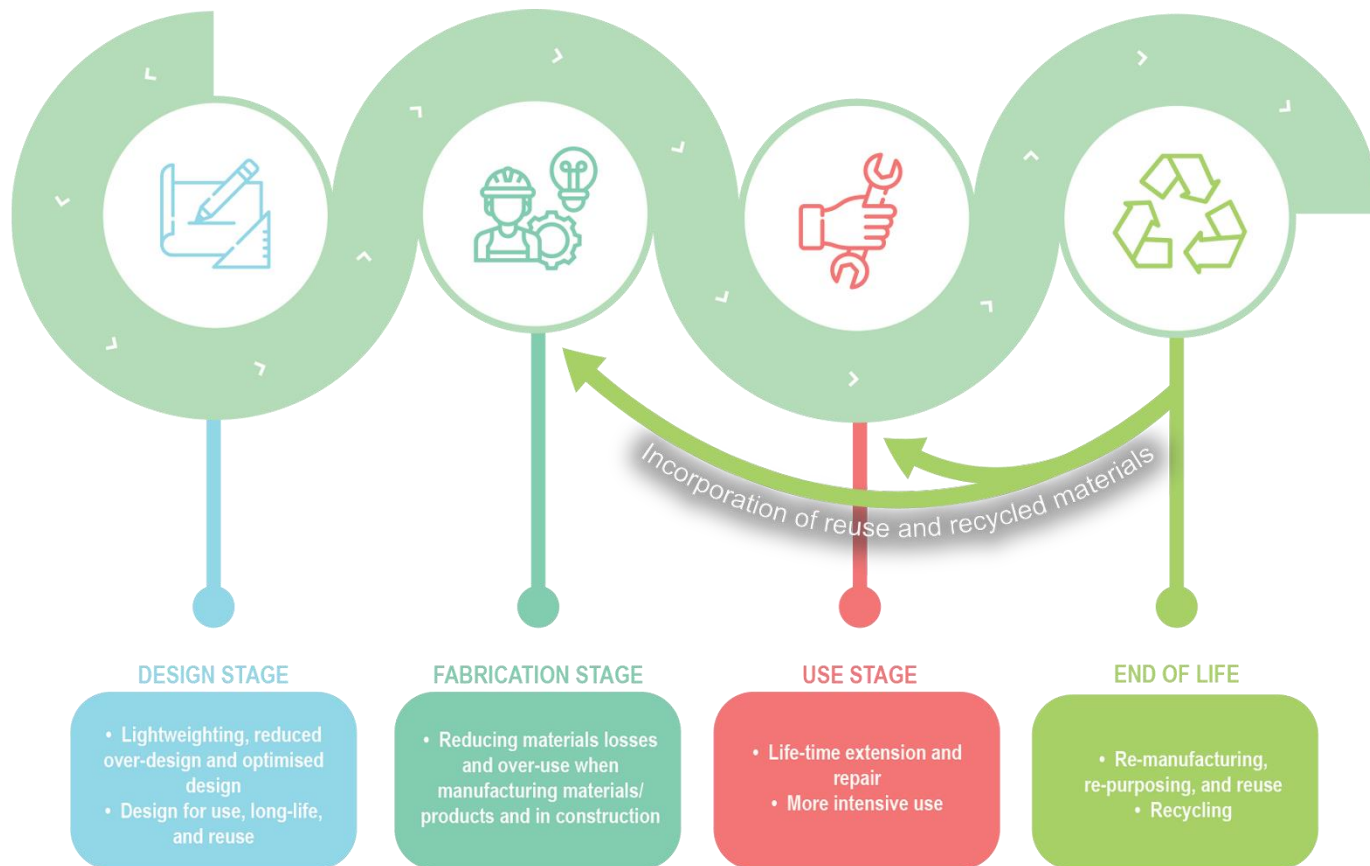 Incorporation of reuse and recycled materials
DESIGN STAGE
• Lightweighting, reduced
over-design and optimised
design
• Design for use, long-life,
and reuse
FABRICATION STAGE
• Reducing materials losses
and over-use when
manufacturing materials/
products and in construction
USE STAGE
• Life-time extension and
repair
• More intensive use
END OF LIFE
• Re-manufacturing,
re-purposing, and reuse
• Recycling